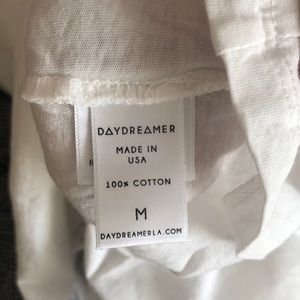 DAYDREAMER
MADE IN
USA
100% COTTON
M
DAYDREAMERLA.COM